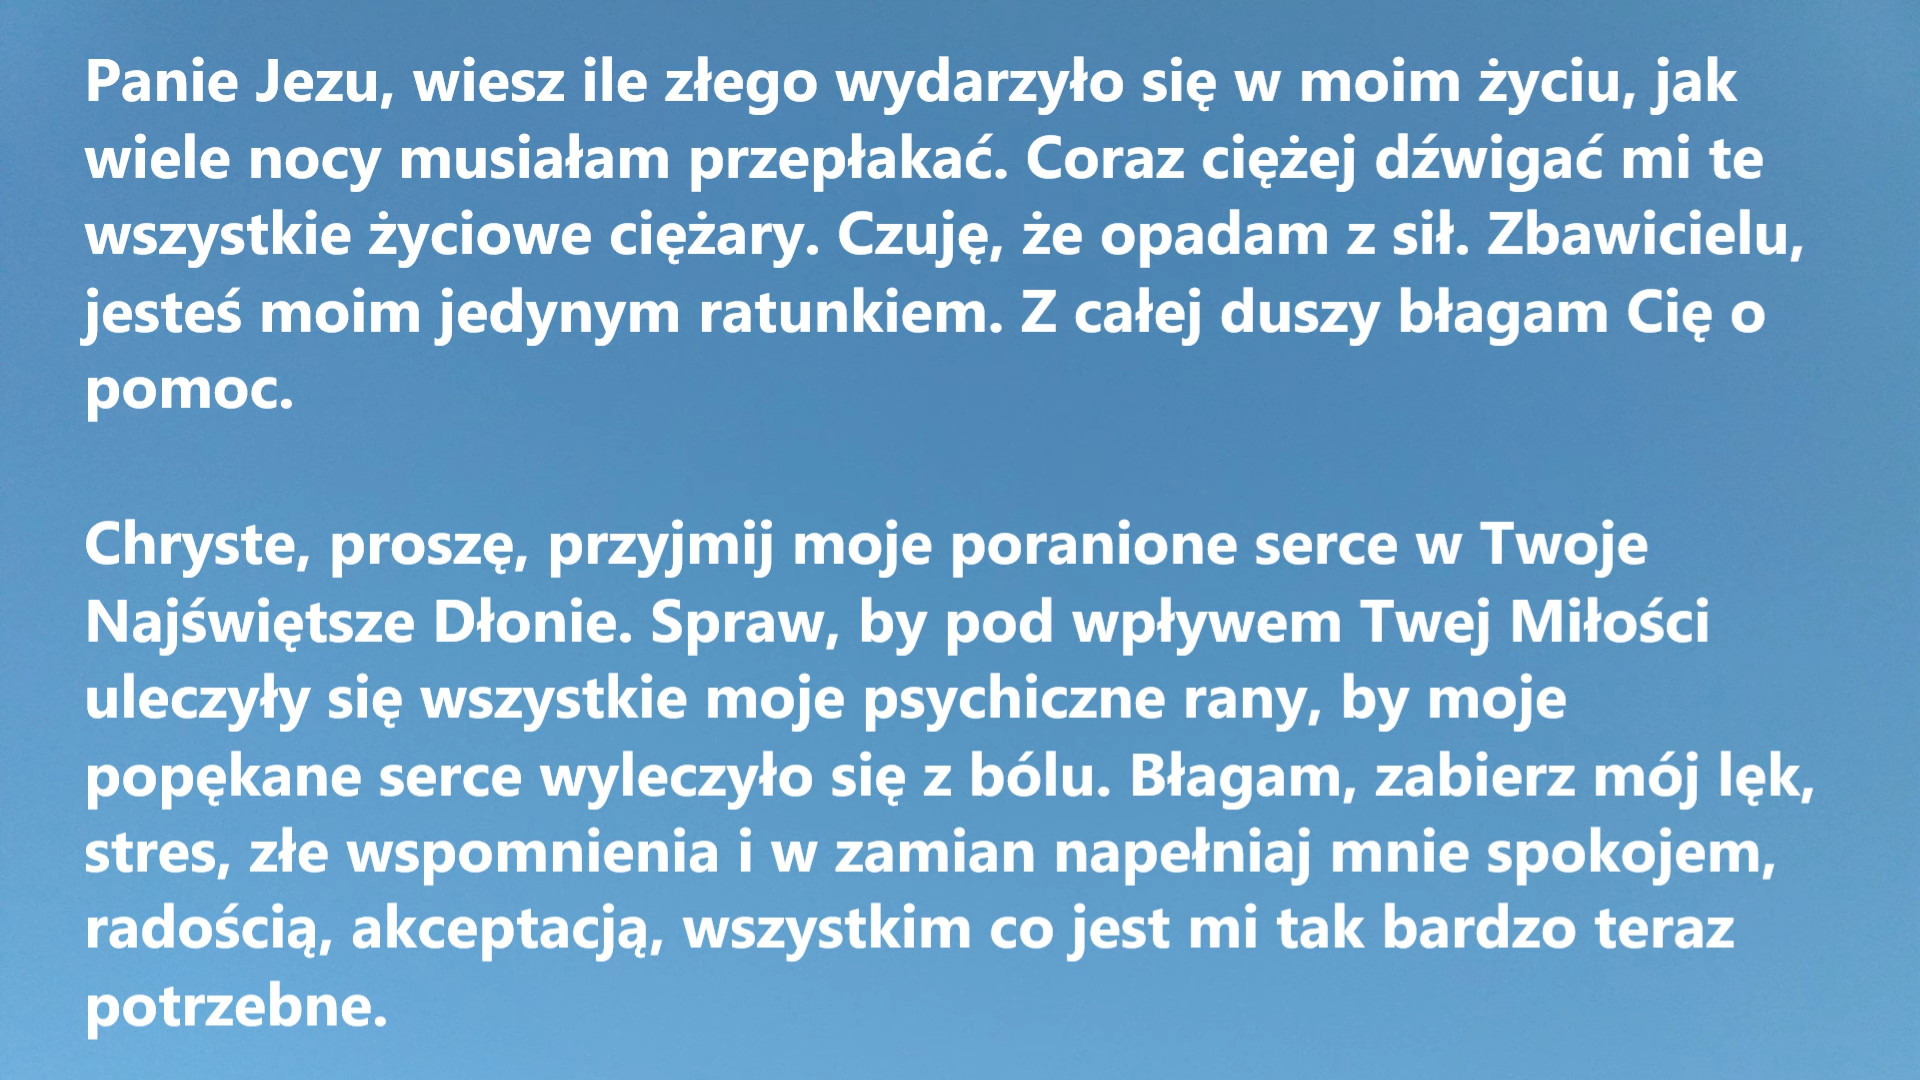 Panie Jezu, wiesz ile złego wydarzyło się w moim życiu, jak
wiele nocy musiałam przepłakać. Coraz ciężej dźwigać mi te
wszystkie życiowe ciężary. Czuję, że opadam z sił. Zbawicielu,
jesteś moim jedynym ratunkiem. Z całej duszy błagam Cię o
pomoc.
Chryste, proszę, przyjmij moje poranione serce w Twoje
Najświętsze Dłonie. Spraw, by pod wpływem Twej Miłości
uleczyły się wszystkie moje psychiczne rany, by moje
popękane serce wyleczyło się z bólu. Błagam, zabierz mój lęk,
stres, złe wspomnienia i w zamian napełniaj mnie spokojem,
radością, akceptacją, wszystkim co jest mi tak bardzo teraz
potrzebne.